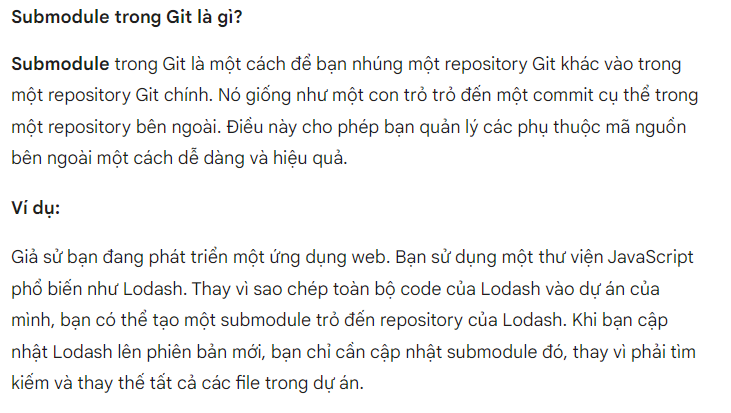 Submodule trong Git là gì?
Submodule trong Git là một cách để bạn nhúng một repository Git khác vào trong
một repository Git chính. Nó giống như một con trỏ trỏ đến một commit cụ thể trong
một repository bên ngoài. Điều này cho phép bạn quản lý các phụ thuộc mã nguồn
bên ngoài một cách dễ dàng và hiệu quả.
Ví dụ:
Giả sử bạn đang phát triển một ứng dụng web. Bạn sử dụng một thư viện JavaScript
phổ biến như Lodash. Thay vì sao chép toàn bộ code của Lodash vào dự án của
mình, bạn có thể tạo một submodule trỏ đến repository của Lodash. Khi bạn cập
nhật Lodash lên phiên bản mới, bạn chỉ cần cập nhật submodule đó, thay vì phải tìm
kiếm và thay thế tất cả các file trong dự án.